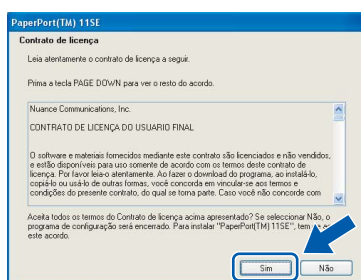 PaperPort(TM) 11SE
Contrato de licença
Leia atentamente o contrato de licença a seguir.
Prima a tecla PAGE DOWN para ver o resto do acordo.
Nuance Communications, Inc.
CONTRATO DE LICENÇA DO USUARIO FINAL
O software e materiais fornecidos mediante este contrato são licenciados e não vendidos,
e estão disponíveis para uso somente de acordo com os termos deste contrato de
licença. Por favor leia-o atentamente. Ao fazer o download do programa, ao instalá-lo,
copiá-lo ou usá-lo de outras formas, você concorda em vincular-se aos termos e
condições do presente contrato, do qual se torna parte. Caso você não concorde com
Aceita todos os termos do Contrato de licença acima apresentado? Se seleccionar Não, o
programa de configuração será encerrado. Para instalar "PaperPort(TM) 11SE", tem
este acordo.
Sim
Não